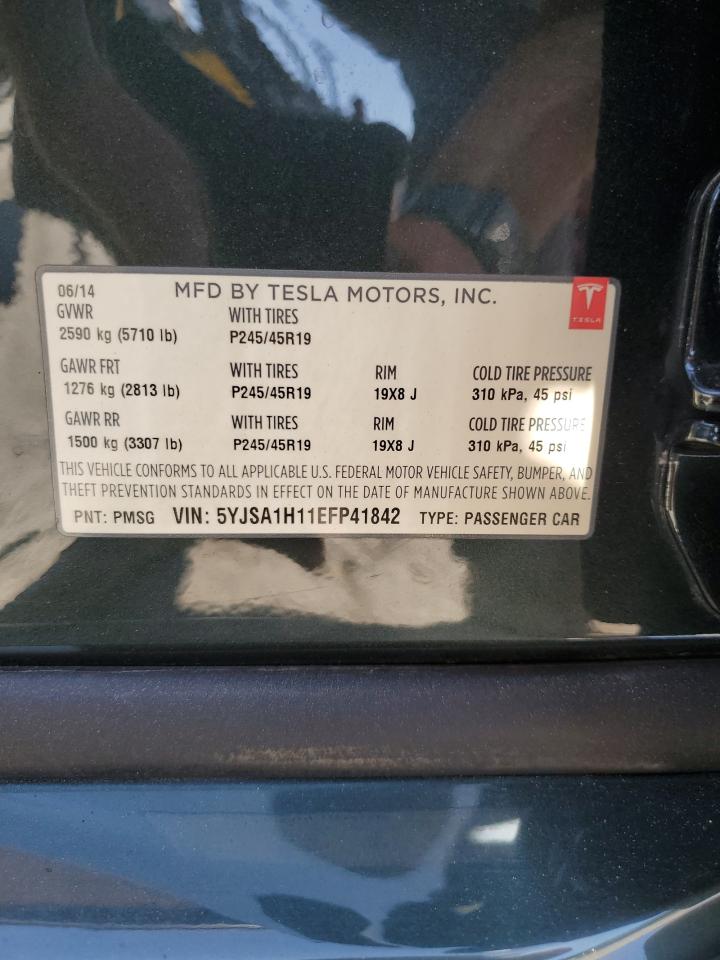 06/14 MFD BY TESLA MOTORS, INC.
TESLA
GVWR WITH TIRES
2590 kg (5710 lb) P245/45R19
GAWR FRT WITH TIRES RIM COLD TIRE PRESSURE
1276 kg (2813 lb) P245/45R19 19X8 J 310 kPa, 45 psi
GAWR RR WITH TIRES RIM COLD TIRE PRESSURE
1500 kg (3307 lb) P245/45R19 19X8 J 310 kPa, 45 psi
THIS VEHICLE CONFORMS TO ALL APPLICABLE U.S. FEDERAL MOTOR VEHICLE SAFETY, BUMPER, AND
THEFT PREVENTION STANDARDS IN EFFECT ON THE DATE OF MANUFACTURE SHOWN ABOVE.
PNT: PMSG VIN: 5YJSA1H11EFP41842 TYPE: PASSENGER CAR